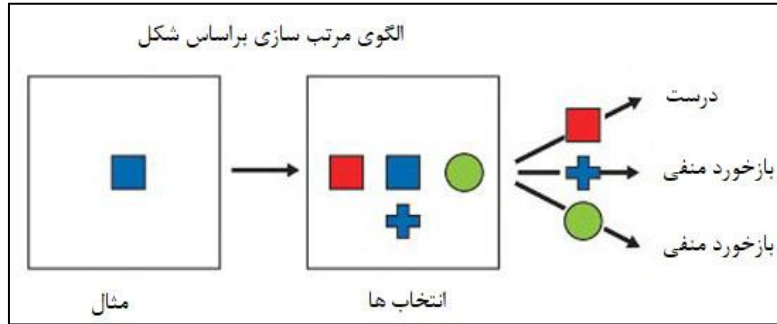 الگوی مرتب سازی براساس شکل
درست
بازخورد منفی
بازخورد منفی
انتخاب ها
مثال